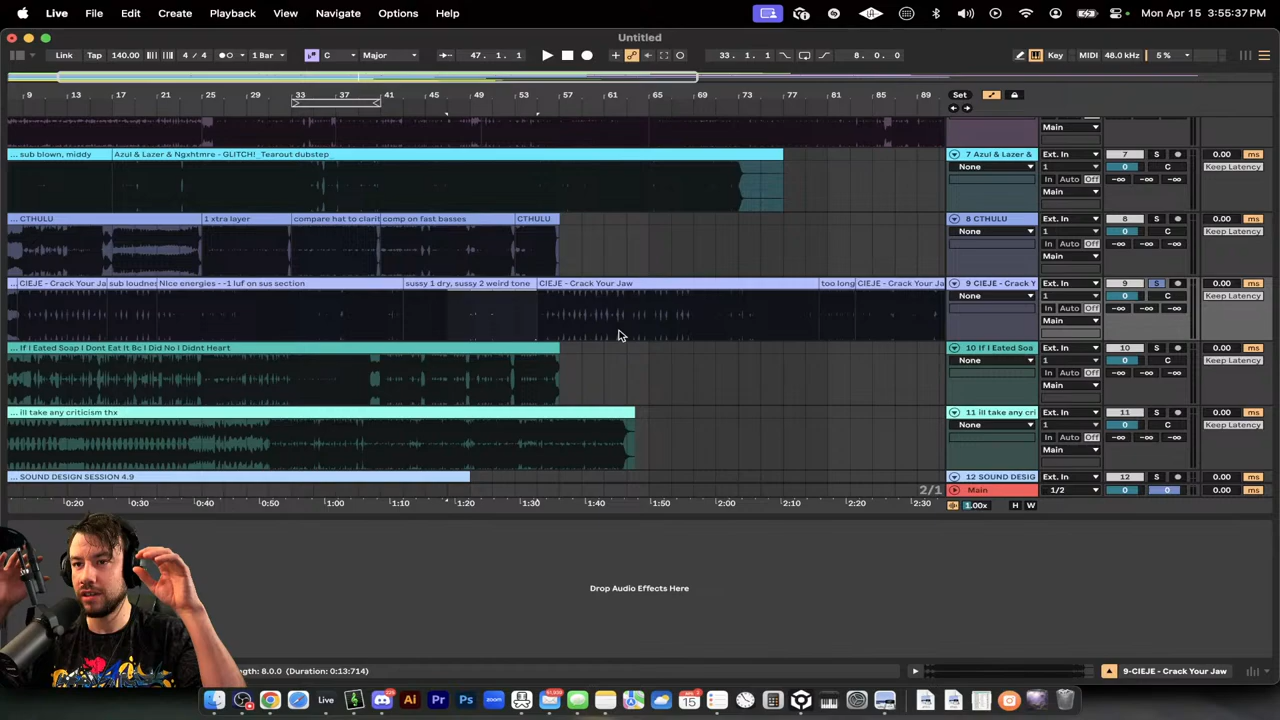 Live File Edit Create Playback View Navigate Options Help Mon Apr 15 3:55:37 PM
Untitled
Link Tap 140.00 4 / 4 1 Bar C Major 47. 1. 1 33. 1. 1 8. 0. 0 Key MIDI 48.0 kHz 5 %
9 13 17 21 25 29 33 37 41 45 49 53 57 61 65 69 73 77 81 85 89 Set
Main
... sub blown, middy Azul & Lazer & Ngxhtmre - GLITCH! _Tearout dubstep_ 7 Azul & Lazer & Ext. In 7 S 0.00 ms
None 1 0 C Keep Latency
In Auto Off -∞ -∞ -∞
Main
... CTHULU 1 xtra layer compare hat to clarit comp on fast basses CTHULU 8 CTHULU Ext. In 8 S 0.00 ms
None 1 0 C Keep Latency
In Auto Off -∞ -∞ -∞
Main
... CIEJE - Crack Your Ja sub loudnes NIce energies - -1 luf on sus section sussy 1 dry, sussy 2 weird tone CIEJE - Crack Your Jaw too long CIEJE - Crack Your Ja 9 CIEJE - Crack Y Ext. In 9 S 0.00 ms
None 1 0 C Keep Latency
In Auto Off -∞ -∞ -∞
Main
... If I Eated Soap I Dont Eat It Bc I Did No I Didnt Heart 10 If I Eated Soa Ext. In 10 S 0.00 ms
None 1 0 C Keep Latency
In Auto Off -∞ -∞ -∞
Main
... ill take any criticism thx 11 ill take any cri Ext. In 11 S 0.00 ms
None 1 0 C Keep Latency
In Auto Off -∞ -∞ -∞
Main
... SOUND DESIGN SESSION 4.9 12 SOUND DESIG Ext. In 12 S 0.00 ms
2/1 Main 1/2 0 0 ms
0:20 0:30 0:40 0:50 1:00 1:10 1:20 1:30 1:40 1:50 2:00 2:10 2:20 2:30 1.00x H W
Drop Audio Effects Here
ngth: 8.0.0 (Duration: 0:13:714) 9-CIEJE - Crack Your Jaw
Live Ai Pr Ps zoom 15